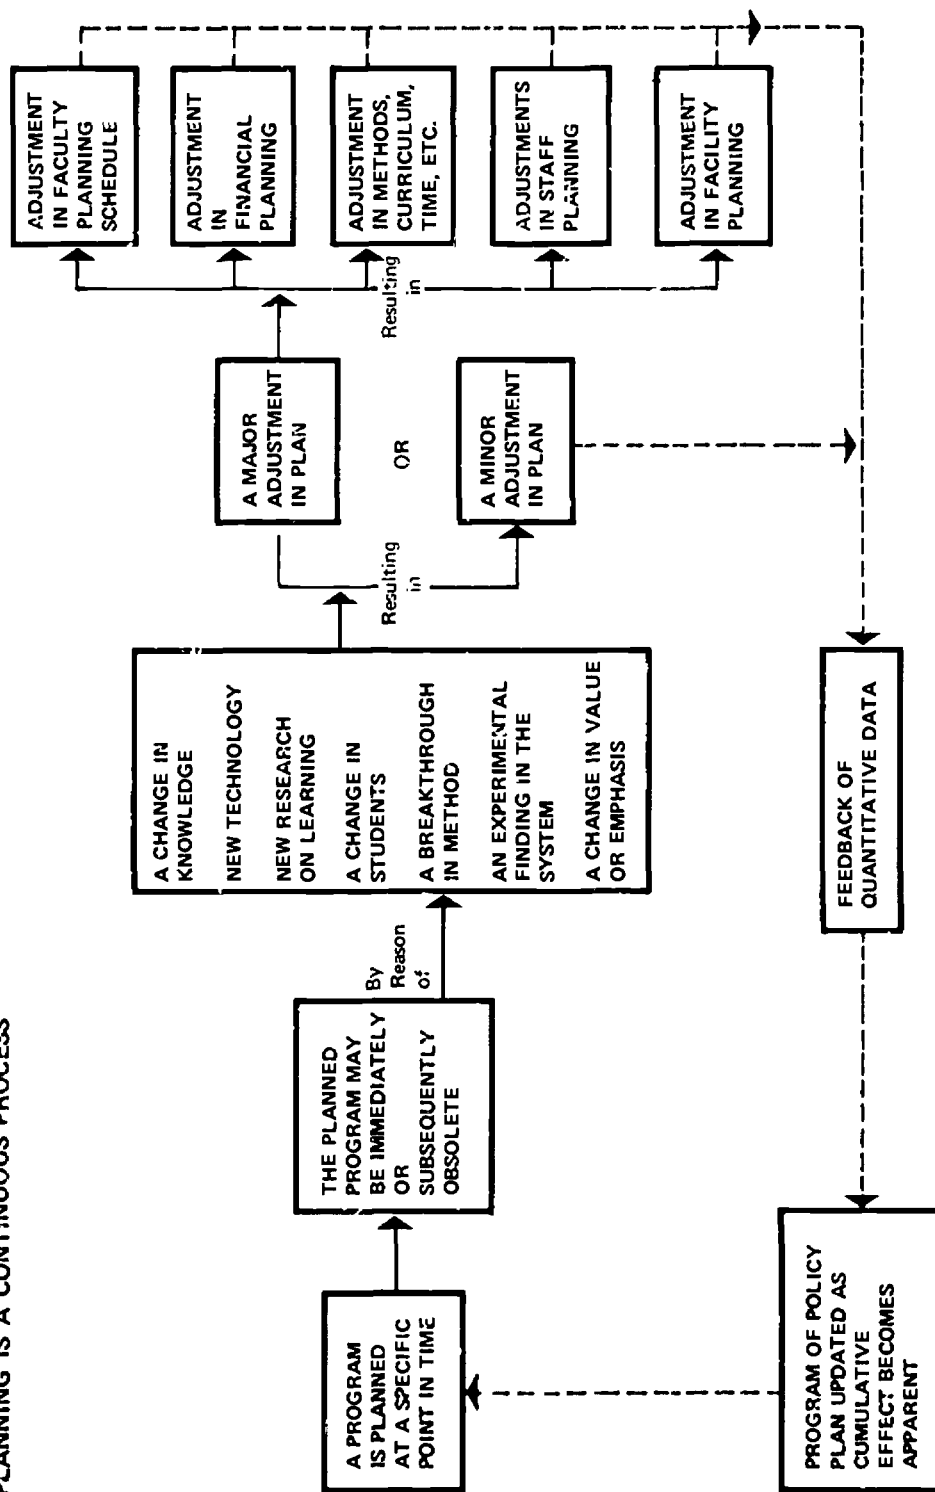 PLANNING IS A CONTINUOUS PROCESS
A PROGRAM
IS PLANNED
AT A SPECIFIC
POINT IN TIME
THE PLANNED
PROGRAM MAY
BE IMMEDIATELY
OR
SUBSEQUENTLY
OBSOLETE
By
Reason
of
A CHANGE IN
KNOWLEDGE
NEW TECHNOLOGY
NEW RESEARCH
ON LEARNING
A CHANGE IN
STUDENTS
A BREAKTHROUGH
IN METHOD
AN EXPERIMENTAL
FINDING IN THE
SYSTEM
A CHANGE IN VALUE
OR EMPHASIS
Resulting
in
A MAJOR
ADJUSTMENT
IN PLAN
OR
A MINOR
ADJUSTMENT
IN PLAN
Resulting
in
ADJUSTMENT
IN FACULTY
PLANNING
SCHEDULE
ADJUSTMENT
IN
FINANCIAL
PLANNING
ADJUSTMENT
IN METHODS,
CURRICULUM,
TIME, ETC.
ADJUSTMENTS
IN STAFF
PLANNING
ADJUSTMENT
IN FACILITY
PLANNING
FEEDBACK OF
QUANTITATIVE DATA
PROGRAM OF POLICY
PLAN UPDATED AS
CUMULATIVE
EFFECT BECOMES
APPARENT